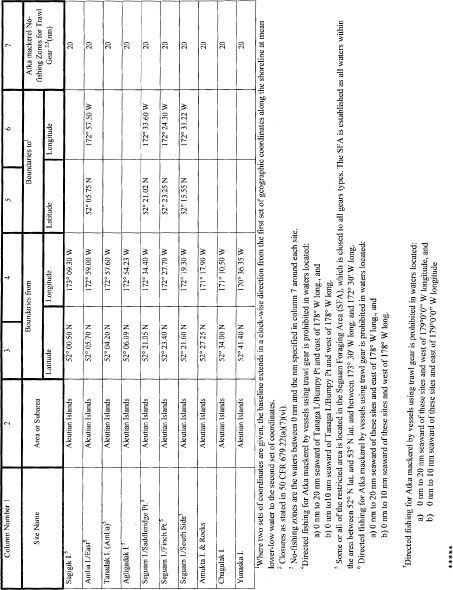 Column Number 1 2 3 4 5 6 7
Site Name Area or Subarea Boundaries from Boundaries to¹ Atka mackerel No-fishing Zones for Trawl Gear ²,³(nm)
Latitude Longitude Latitude Longitude
Sagigik I.⁵ Aleutian Islands 52° 00.50 N 173° 09.30 W 20
Amlia I./East⁵ Aleutian Islands 52° 05.70 N 172° 59.00 W 52° 05.75 N 172° 57.50 W 20
Tanadak I. (Amlia)⁵ Aleutian Islands 52° 04.20 N 172° 57.60 W 20
Agligadak I.⁵ Aleutian Islands 52° 06.09 N 172° 54.23 W 20
Seguam I./Saddleridge Pt.⁵ Aleutian Islands 52° 21.05 N 172° 34.40 W 52° 21.02 N 172° 33.60 W 20
Seguam I./Finch Pt.⁵ Aleutian Islands 52° 23.40 N 172° 27.70 W 52° 23.25 N 172° 24.30 W 20
Seguam I./South Side⁵ Aleutian Islands 52° 21.60 N 172° 19.30 W 52° 15.55 N 172° 31.22 W 20
Amukta I. & Rocks Aleutian Islands 52° 27.25 N 171° 17.90 W 20
Chagulak I. Aleutian Islands 52° 34.00 N 171° 10.50 W 20
Yunaska I. Aleutian Islands 52° 41.40 N 170° 36.35 W 20
¹Where two sets of coordinates are given, the baseline extends in a clock-wise direction from the first set of geographic coordinates along the shoreline at mean
lower-low water to the second set of coordinates.
² Closures as stated in 50 CFR 679.22(a)(7)(vi).
³ No-fishing zones are the waters between 0 nm and the nm specified in column 7 around each site.
⁴Directed fishing for Atka mackerel by vessels using trawl gear is prohibited in waters located:
a) 0 nm to 20 nm seaward of Tanaga I./Bumpy Pt and east of 178° W long., and
b) 0 nm to10 nm seaward of Tanaga I./Bumpy Pt and west of 178° W long.
⁵ Some or all of the restricted area is located in the Seguam Foraging Area (SFA), which is closed to all gears types. The SFA is established as all waters within
the area between 52° N lat. and 53° N lat. and between 173° 30' W long. and 172° 30' W long.
⁶ Directed fishing for Atka mackerel by vessels using trawl gear is prohibited in waters located:
a) 0 nm to 20 nm seaward of these sites and east of 178° W long., and
b) 0 nm to 10 nm seaward of these sites and west of 178° W long.
⁷Directed fishing for Atka mackerel by vessels using trawl gear is prohibited in waters located:
a) 0 nm to 20 nm seaward of these sites and west of 179°0'0" W longitude, and
b) 0 nm to 10 nm seaward of these sites and east of 179°0'0" W longitude
*****